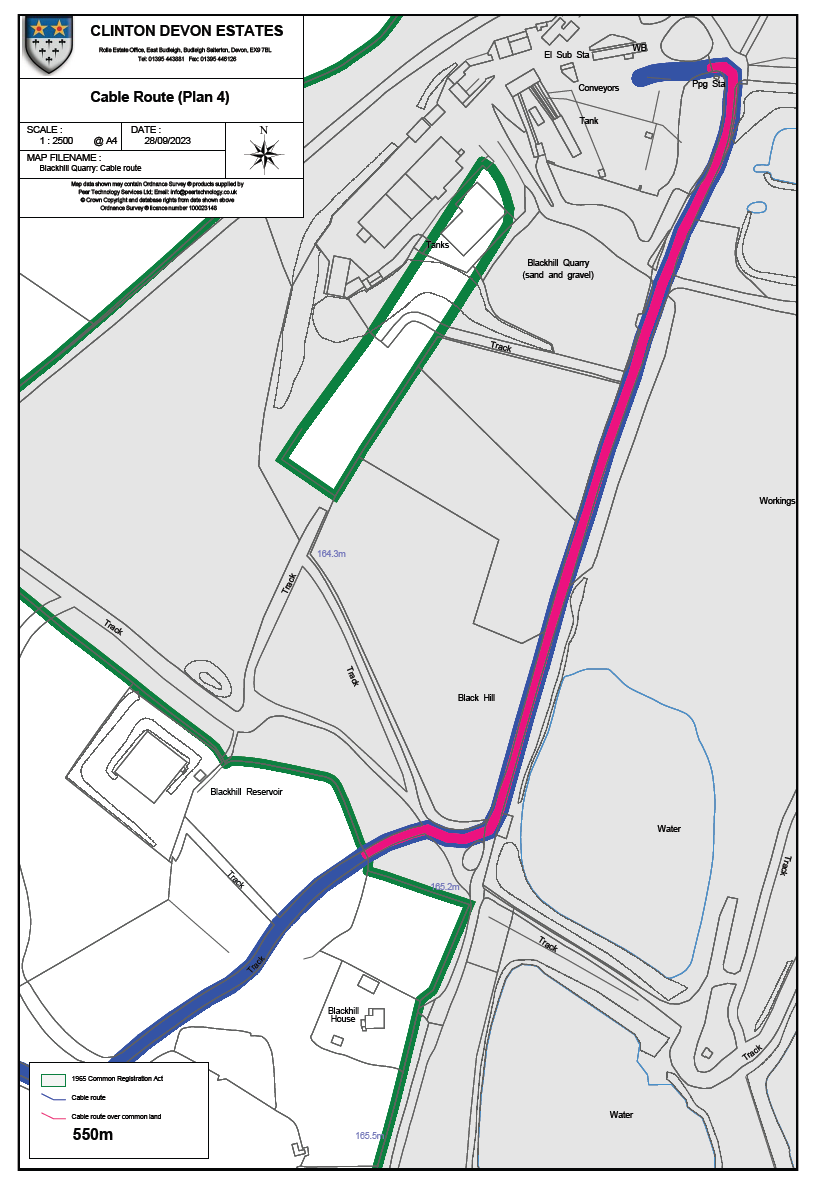 CLINTON DEVON ESTATES
Rolle Estate Office, East Budleigh, Budleigh Salterton, Devon, EX9 7BL
Tel: 01395 443881 Fax: 01395 446126
Cable Route (Plan 4)
SCALE :
1 : 2500 @ A4
DATE :
28/09/2023
N
MAP FILENAME :
Blackhill Quarry: Cable route
Map data shown may contain Ordnance Survey ® products supplied by
Peer Technology Services Ltd; Email: info@peertechnology.co.uk
© Crown Copyright and database rights from date shown above
Ordnance Survey ® licence number 100023148
El Sub Sta
WB
Conveyors
Ppg Sta
Tank
Tanks
Blackhill Quarry
(sand and gravel)
Track
Workings
164.3m
Track
Track
Track
Black Hill
Blackhill Reservoir
Water
Track
Track
165.2m
Track
Track
Blackhill
House
Track
Water
165.5m
1965 Common Registration Act
Cable route
Cable route over common land
550m